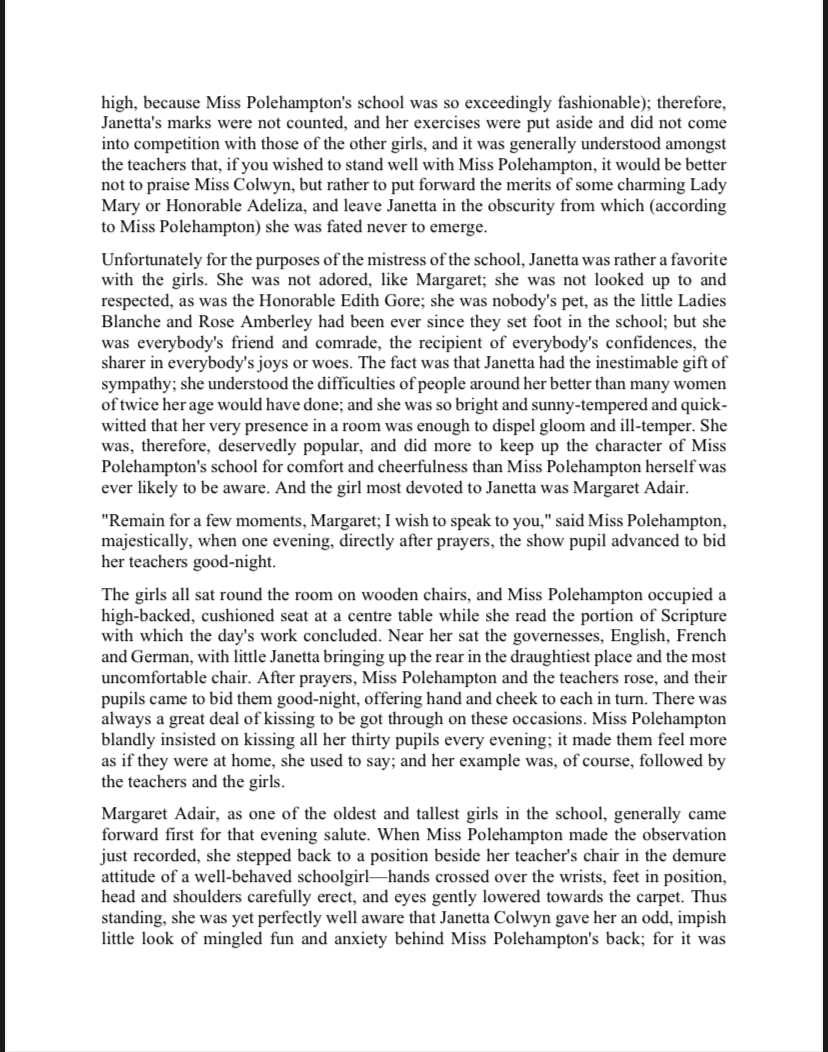 high, because Miss Polehampton's school was so exceedingly fashionable); therefore,
Janetta's marks were not counted, and her exercises were put aside and did not come
into competition with those of the other girls, and it was generally understood amongst
the teachers that, if you wished to stand well with Miss Polehampton, it would be better
not to praise Miss Colwyn, but rather to put forward the merits of some charming Lady
Mary or Honorable Adeliza, and leave Janetta in the obscurity from which (according
to Miss Polehampton) she was fated never to emerge.
Unfortunately for the purposes of the mistress of the school, Janetta was rather a favorite
with the girls. She was not adored, like Margaret; she was not looked up to and
respected, as was the Honorable Edith Gore; she was nobody's pet, as the little Ladies
Blanche and Rose Amberley had been ever since they set foot in the school; but she
was everybody's friend and comrade, the recipient of everybody's confidences, the
sharer in everybody's joys or woes. The fact was that Janetta had the inestimable gift of
sympathy; she understood the difficulties of people around her better than many women
of twice her age would have done; and she was so bright and sunny-tempered and quick-
witted that her very presence in a room was enough to dispel gloom and ill-temper. She
was, therefore, deservedly popular, and did more to keep up the character of Miss
Polehampton's school for comfort and cheerfulness than Miss Polehampton herself was
ever likely to be aware. And the girl most devoted to Janetta was Margaret Adair.
"Remain for a few moments, Margaret; I wish to speak to you," said Miss Polehampton,
majestically, when one evening, directly after prayers, the show pupil advanced to bid
her teachers good-night.
The girls all sat round the room on wooden chairs, and Miss Polehampton occupied a
high-backed, cushioned seat at a centre table while she read the portion of Scripture
with which the day's work concluded. Near her sat the governesses, English, French
and German, with little Janetta bringing up the rear in the draughtiest place and the most
uncomfortable chair. After prayers, Miss Polehampton and the teachers rose, and their
pupils came to bid them good-night, offering hand and cheek to each in turn. There was
always a great deal of kissing to be got through on these occasions. Miss Polehampton
blandly insisted on kissing all her thirty pupils every evening; it made them feel more
as if they were at home, she used to say; and her example was, of course, followed by
the teachers and the girls.
Margaret Adair, as one of the oldest and tallest girls in the school, generally came
forward first for that evening salute. When Miss Polehampton made the observation
just recorded, she stepped back to a position beside her teacher's chair in the demure
attitude of a well-behaved schoolgirl—hands crossed over the wrists, feet in position,
head and shoulders carefully erect, and eyes gently lowered towards the carpet. Thus
standing, she was yet perfectly well aware that Janetta Colwyn gave her an odd, impish
little look of mingled fun and anxiety behind Miss Polehampton's back; for it was